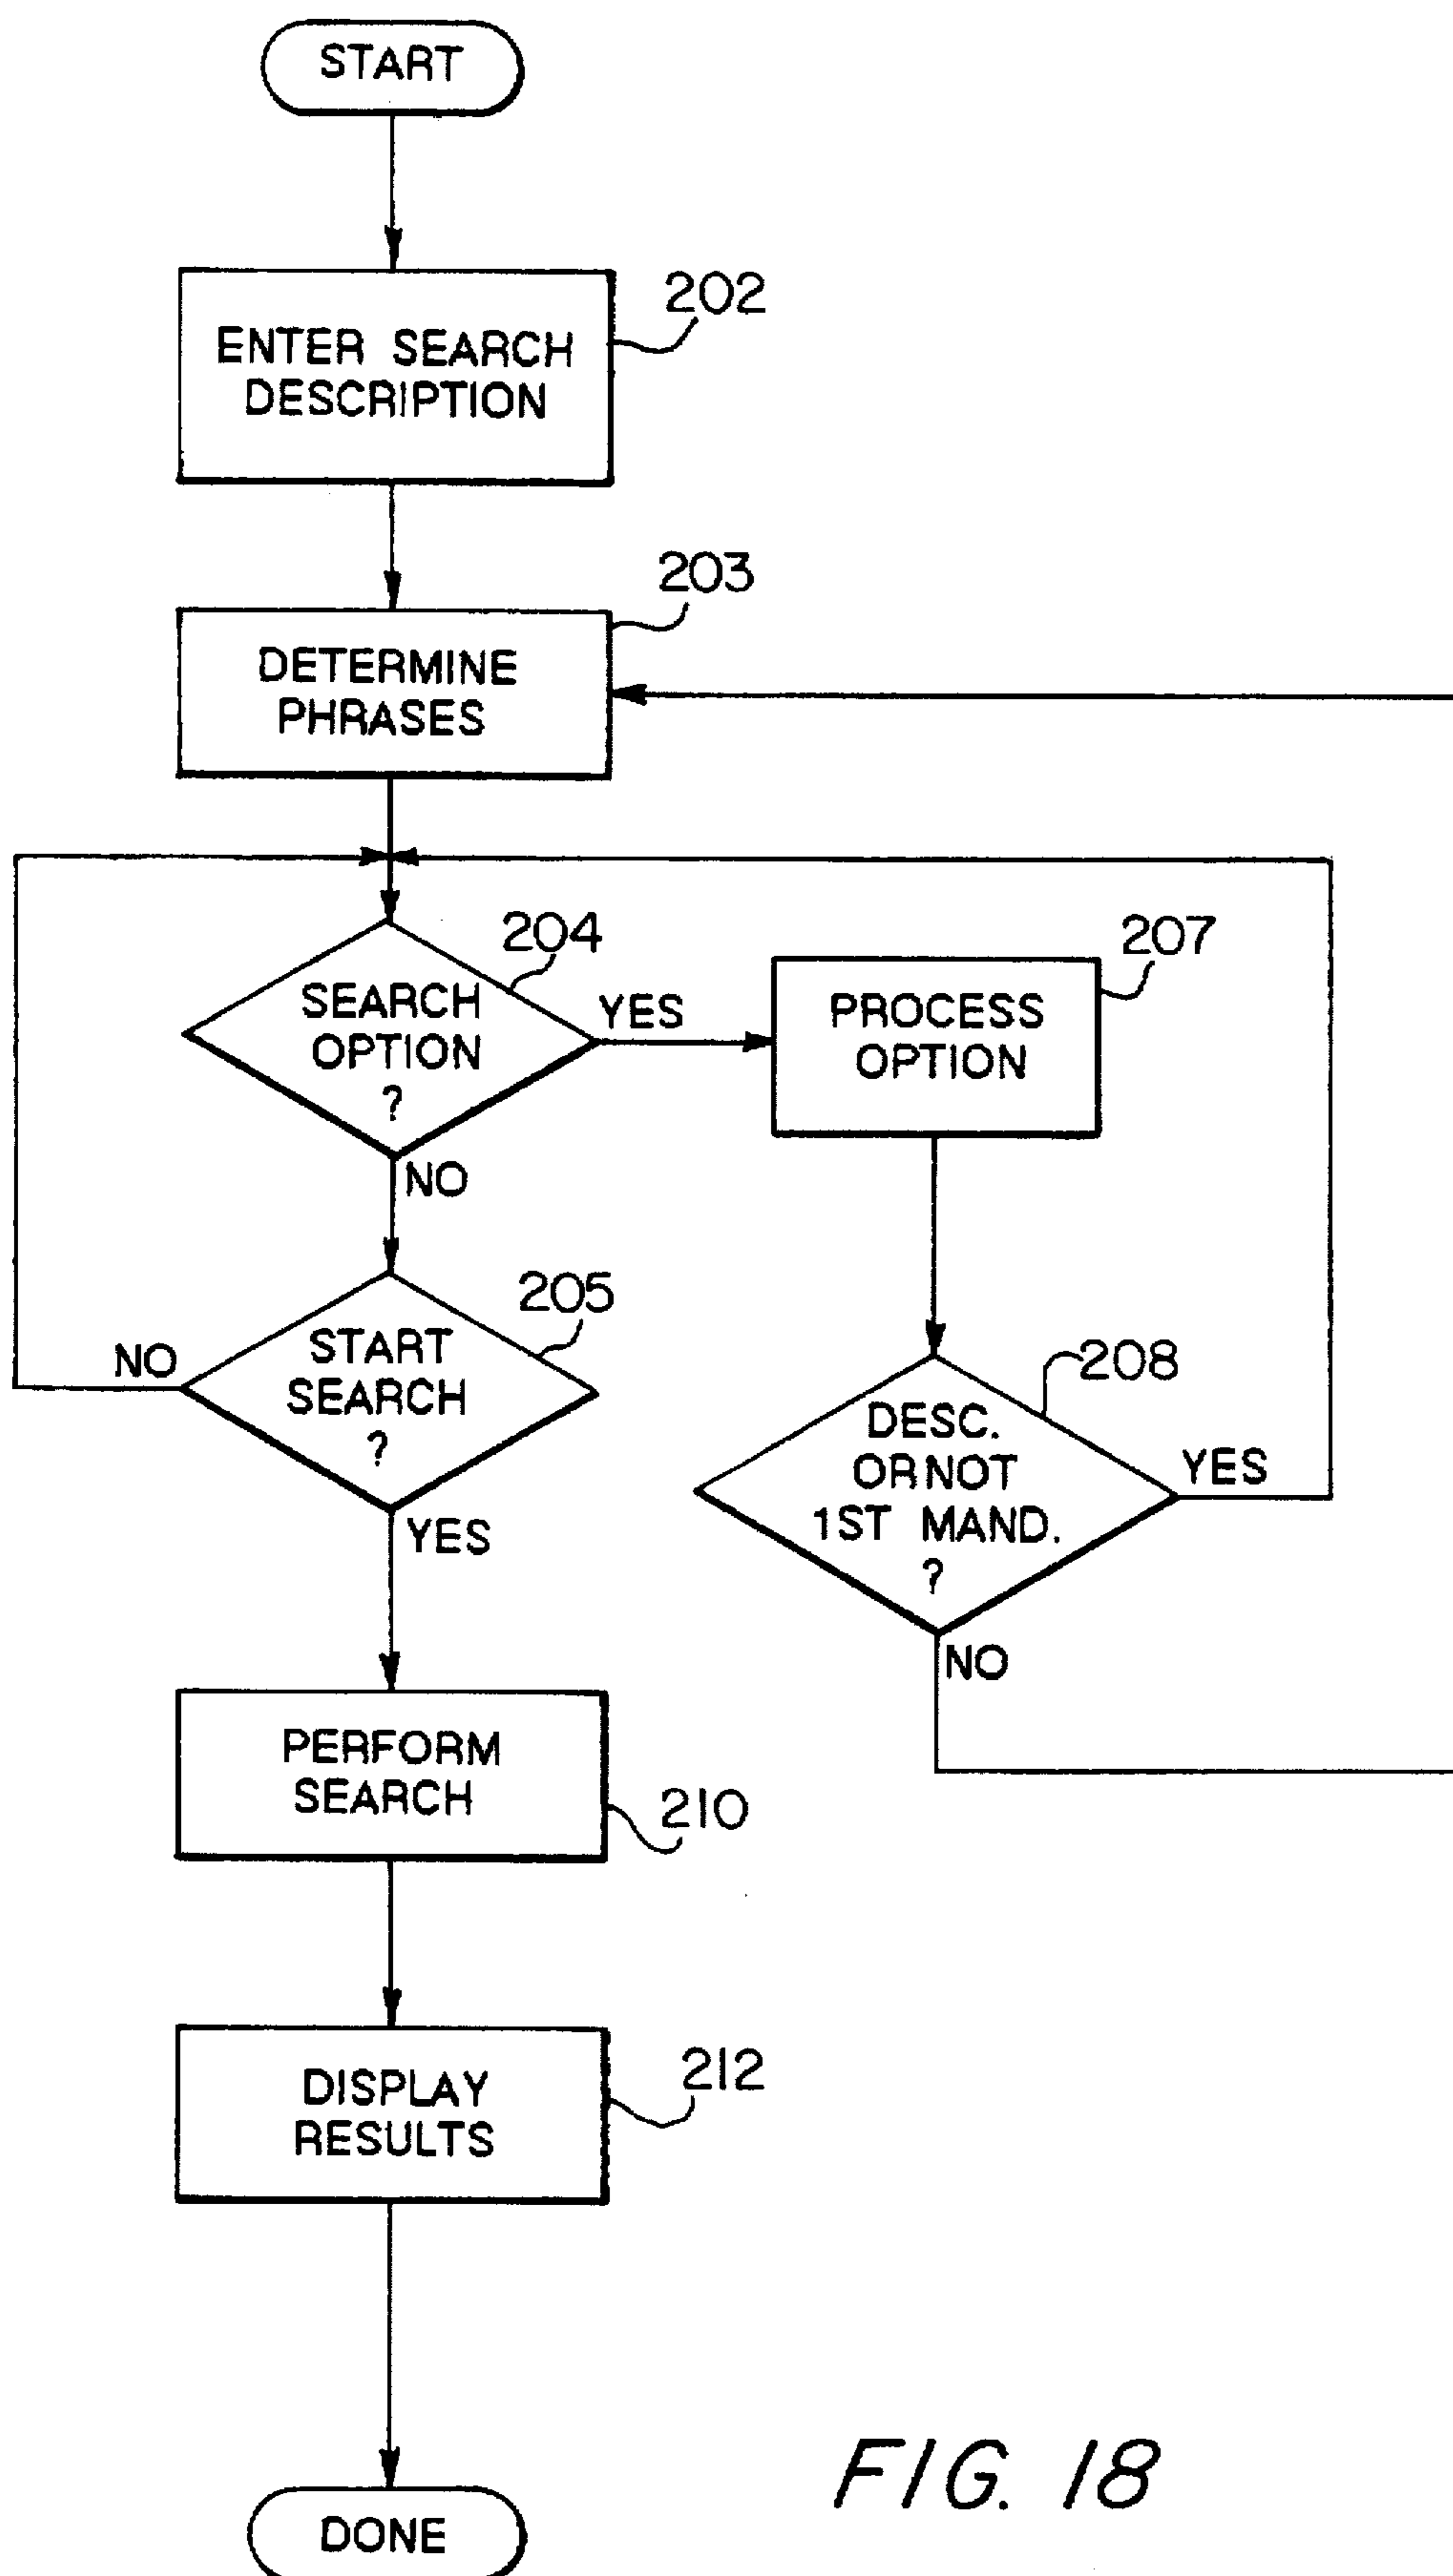 START
202
ENTER SEARCH
DESCRIPTION
203
DETERMINE
PHRASES
204
SEARCH
OPTION
?
YES
NO
207
PROCESS
OPTION
205
START
SEARCH
?
NO
YES
208
DESC.
OR NOT
1ST MAND.
?
YES
NO
PERFORM
SEARCH
210
DISPLAY
RESULTS
212
DONE
FIG. 18